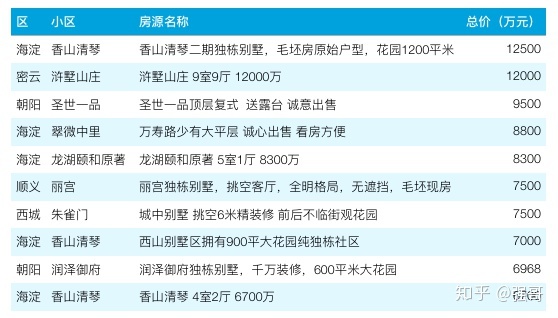 区 小区 房源名称 总价（万元）
海淀 香山清琴 香山清琴二期独栋别墅，毛坯房原始户型，花园1200平米 12500
密云 浒墅山庄 浒墅山庄 9室9厅 12000万 12000
朝阳 圣世一品 圣世一品顶层复式 送露台 诚意出售 9500
海淀 翠微中里 万寿路少有大平层 诚心出售 看房方便 8800
海淀 龙湖颐和原著 龙湖颐和原著 5室1厅 8300万 8300
顺义 丽宫 丽宫独栋别墅，挑空客厅，全明格局，无遮挡，毛坯现房 7500
西城 朱雀门 城中别墅 挑空6米精装修 前后不临街观花园 7500
海淀 香山清琴 西山别墅区拥有900平大花园纯独栋社区 7000
朝阳 润泽御府 润泽御府独栋别墅，千万装修，600平米大花园 6968
海淀 香山清琴 香山清琴 4室2厅 6700万
知乎 @强哥